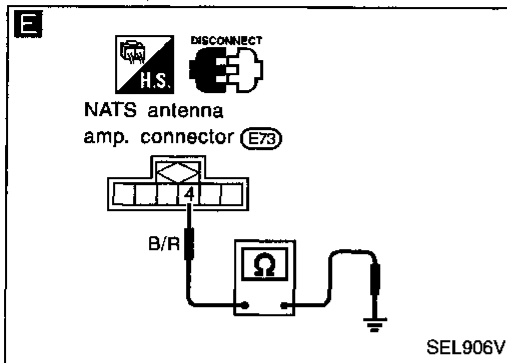 E
DISCONNECT
H.S.
NATS antenna
amp. connector (E73)
4
B/R
Ω
SEL906V